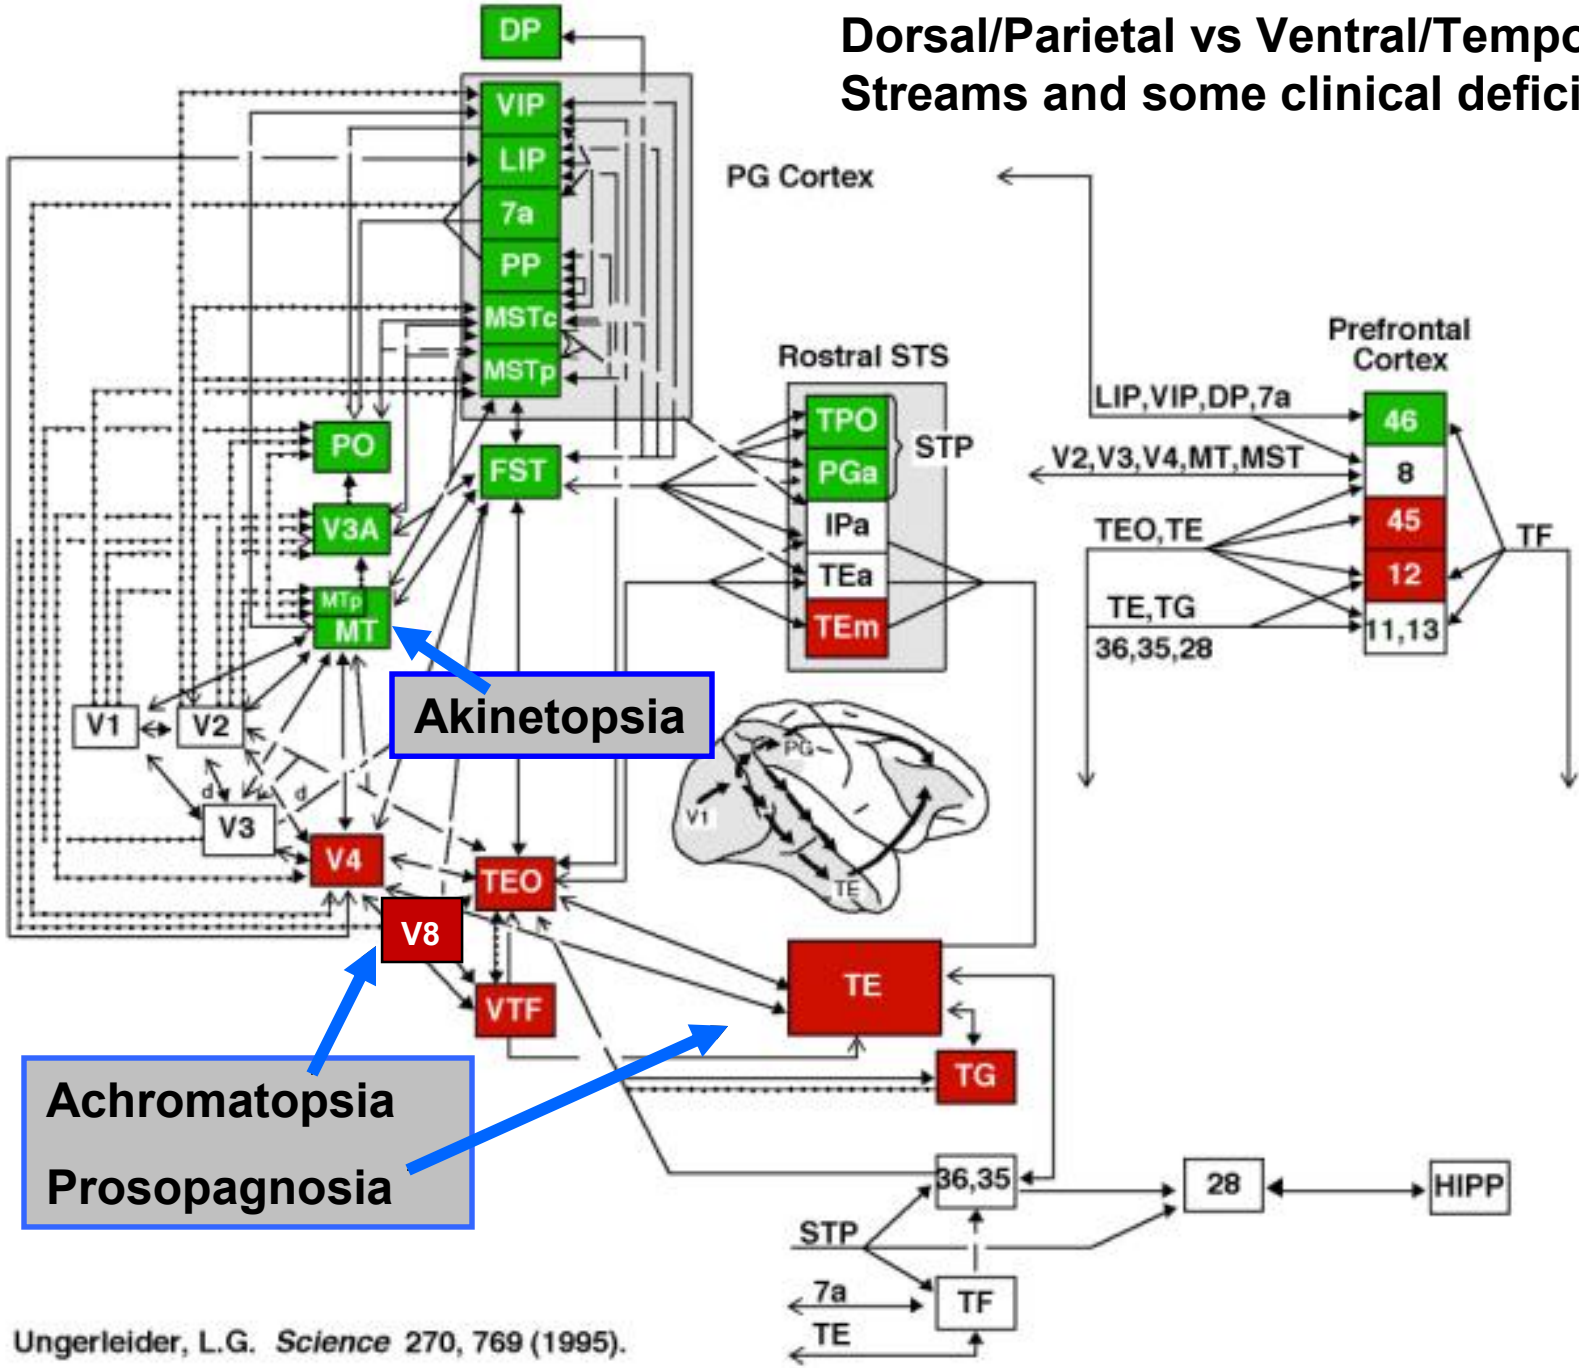 Dorsal/Parietal vs Ventral/Tempo
Streams and some clinical defici
DP
VIP
LIP
7a
PP
MSTc
MSTp
PG Cortex
PO
FST
V3A
MTp
MT
V1
V2
V3
d
d
V4
TEO
V8
VTF
Akinetopsia
Rostral STS
TPO
PGa
STP
IPa
TEa
TEm
Prefrontal
Cortex
LIP,VIP,DP,7a
V2,V3,V4,MT,MST
TEO,TE
TE,TG
36,35,28
46
8
45
12
11,13
TF
PG
V1
TE
TE
TG
Achromatopsia
Prosopagnosia
36,35
28
HIPP
STP
7a
TE
TF
Ungerleider, L.G. Science 270, 769 (1995).